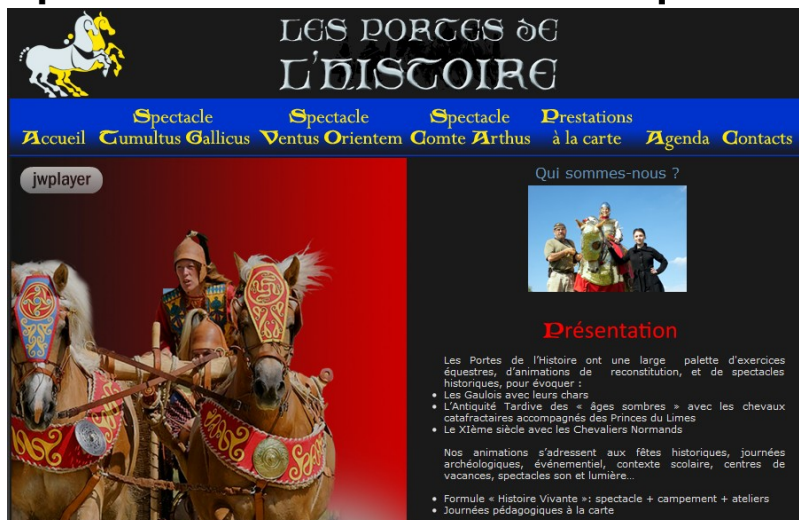 LES PORTES DE
L'HISTOIRE
Accueil
Spectacle
Tumultus Gallicus
Spectacle
Ventus Orientem
Spectacle
Comte Arthus
Prestations
à la carte
Agenda
Contacts
jwplayer
Qui sommes-nous ?
Présentation
Les Portes de l'Histoire ont une large palette d'exercices
équestres, d'animations de reconstitution, et de spectacles
historiques, pour évoquer :
• Les Gaulois avec leurs chars
• L'Antiquité Tardive des « âges sombres » avec les chevaux
catafractaires accompagnés des Princes du Limes
• Le XIème siècle avec les Chevaliers Normands
Nos animations s'adressent aux fêtes historiques, journées
archéologiques, événementiel, contexte scolaire, centres de
vacances, spectacles son et lumière...
• Formule « Histoire Vivante »: spectacle + campement + ateliers
• Journées pédagogiques à la carte